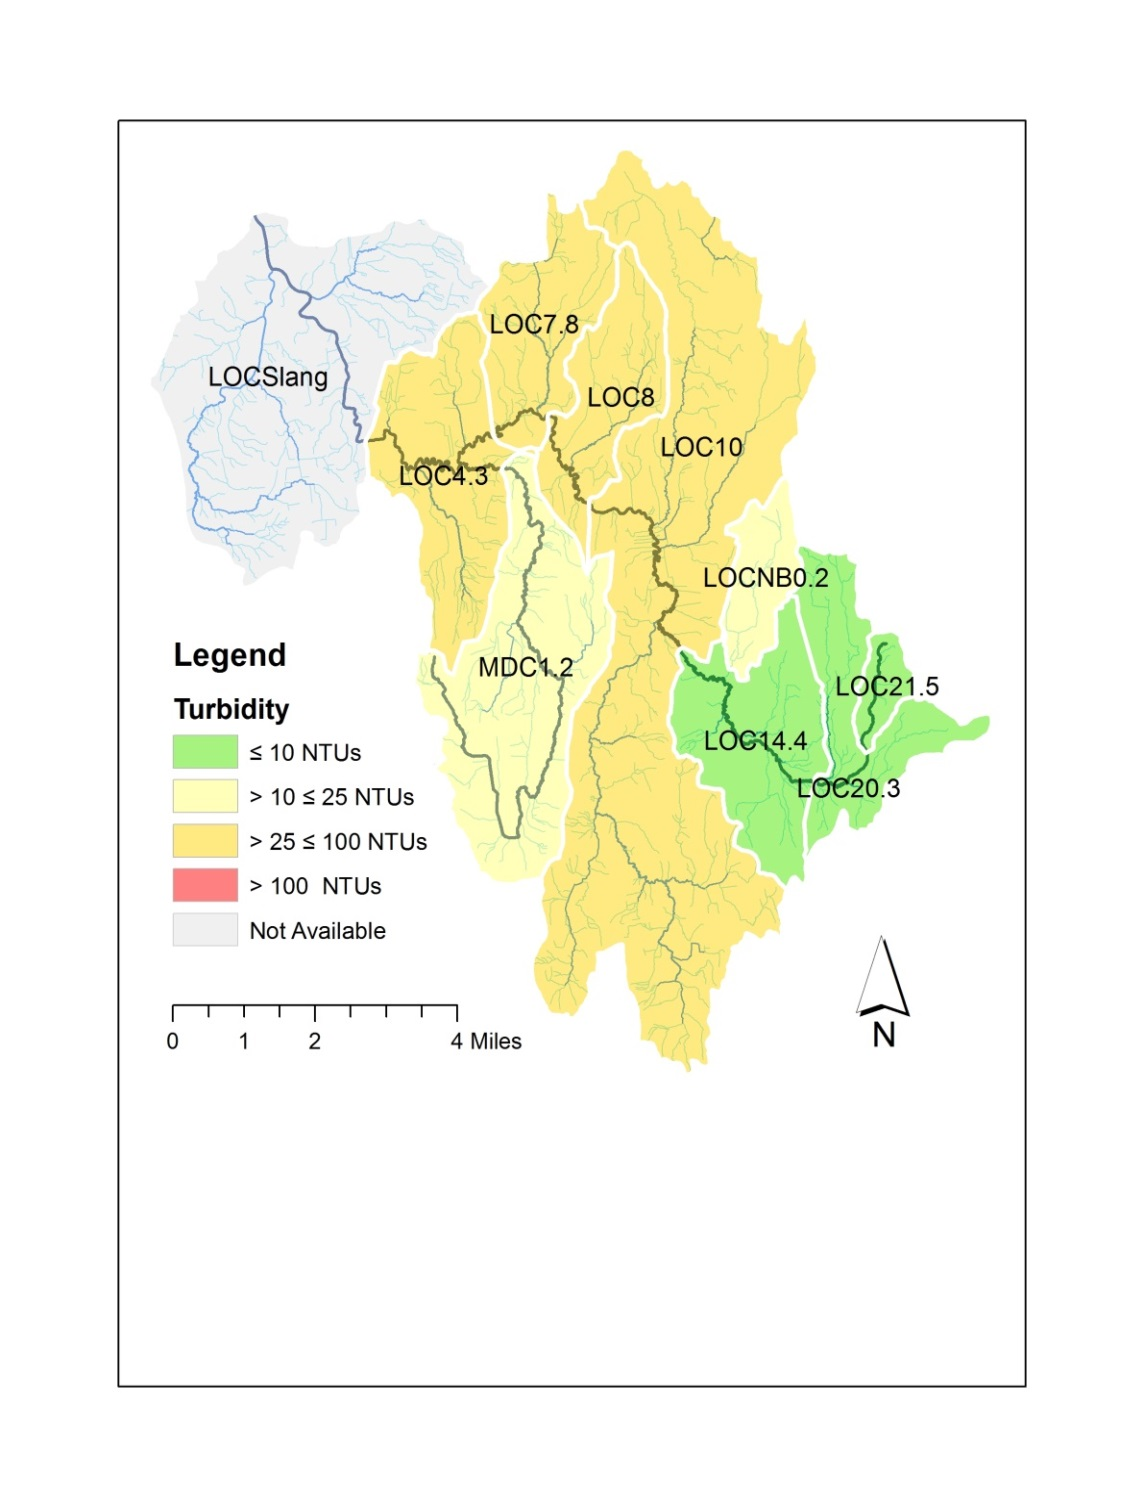 LOC7.8
LOCSlang
LOC8
LOC10
LOC4.3
LOCNB0.2
MDC1.2
LOC21.5
LOC14.4
LOC20.3
Legend
Turbidity
≤ 10 NTUs
> 10 ≤ 25 NTUs
> 25 ≤ 100 NTUs
> 100 NTUs
Not Available
0 1 2 4 Miles
N